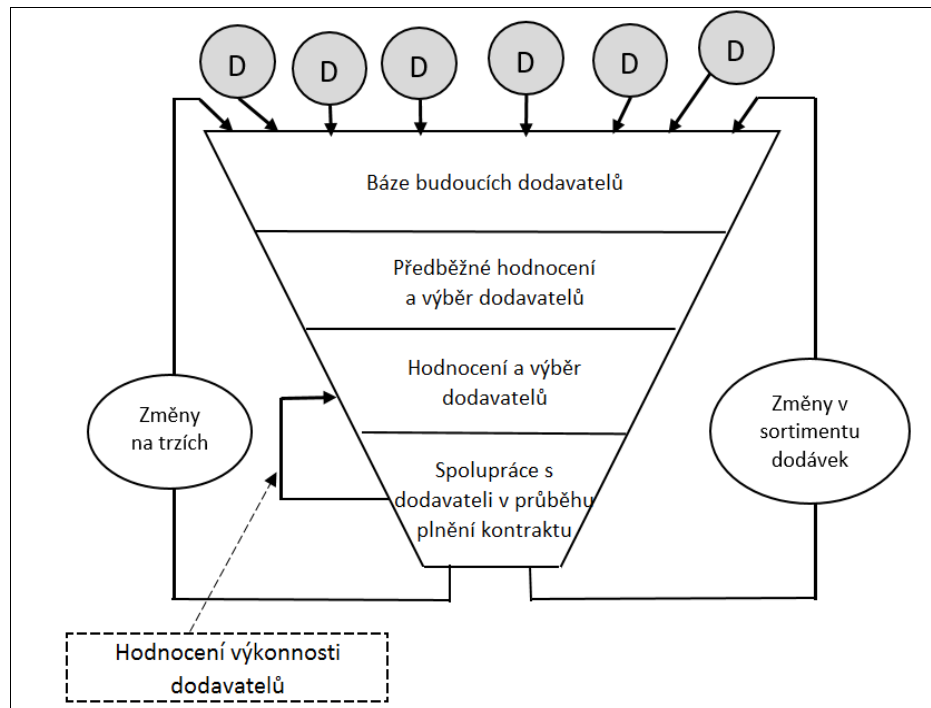 D
D
D
D
D
D
Báze budoucích dodavatelů
Předběžné hodnocení
a výběr dodavatelů
Hodnocení a výběr
dodavatelů
Spolupráce s
dodavateli v průběhu
plnění kontraktu
Změny
na trzích
Změny v
sortimentu
dodávek
Hodnocení výkonnosti
dodavatelů